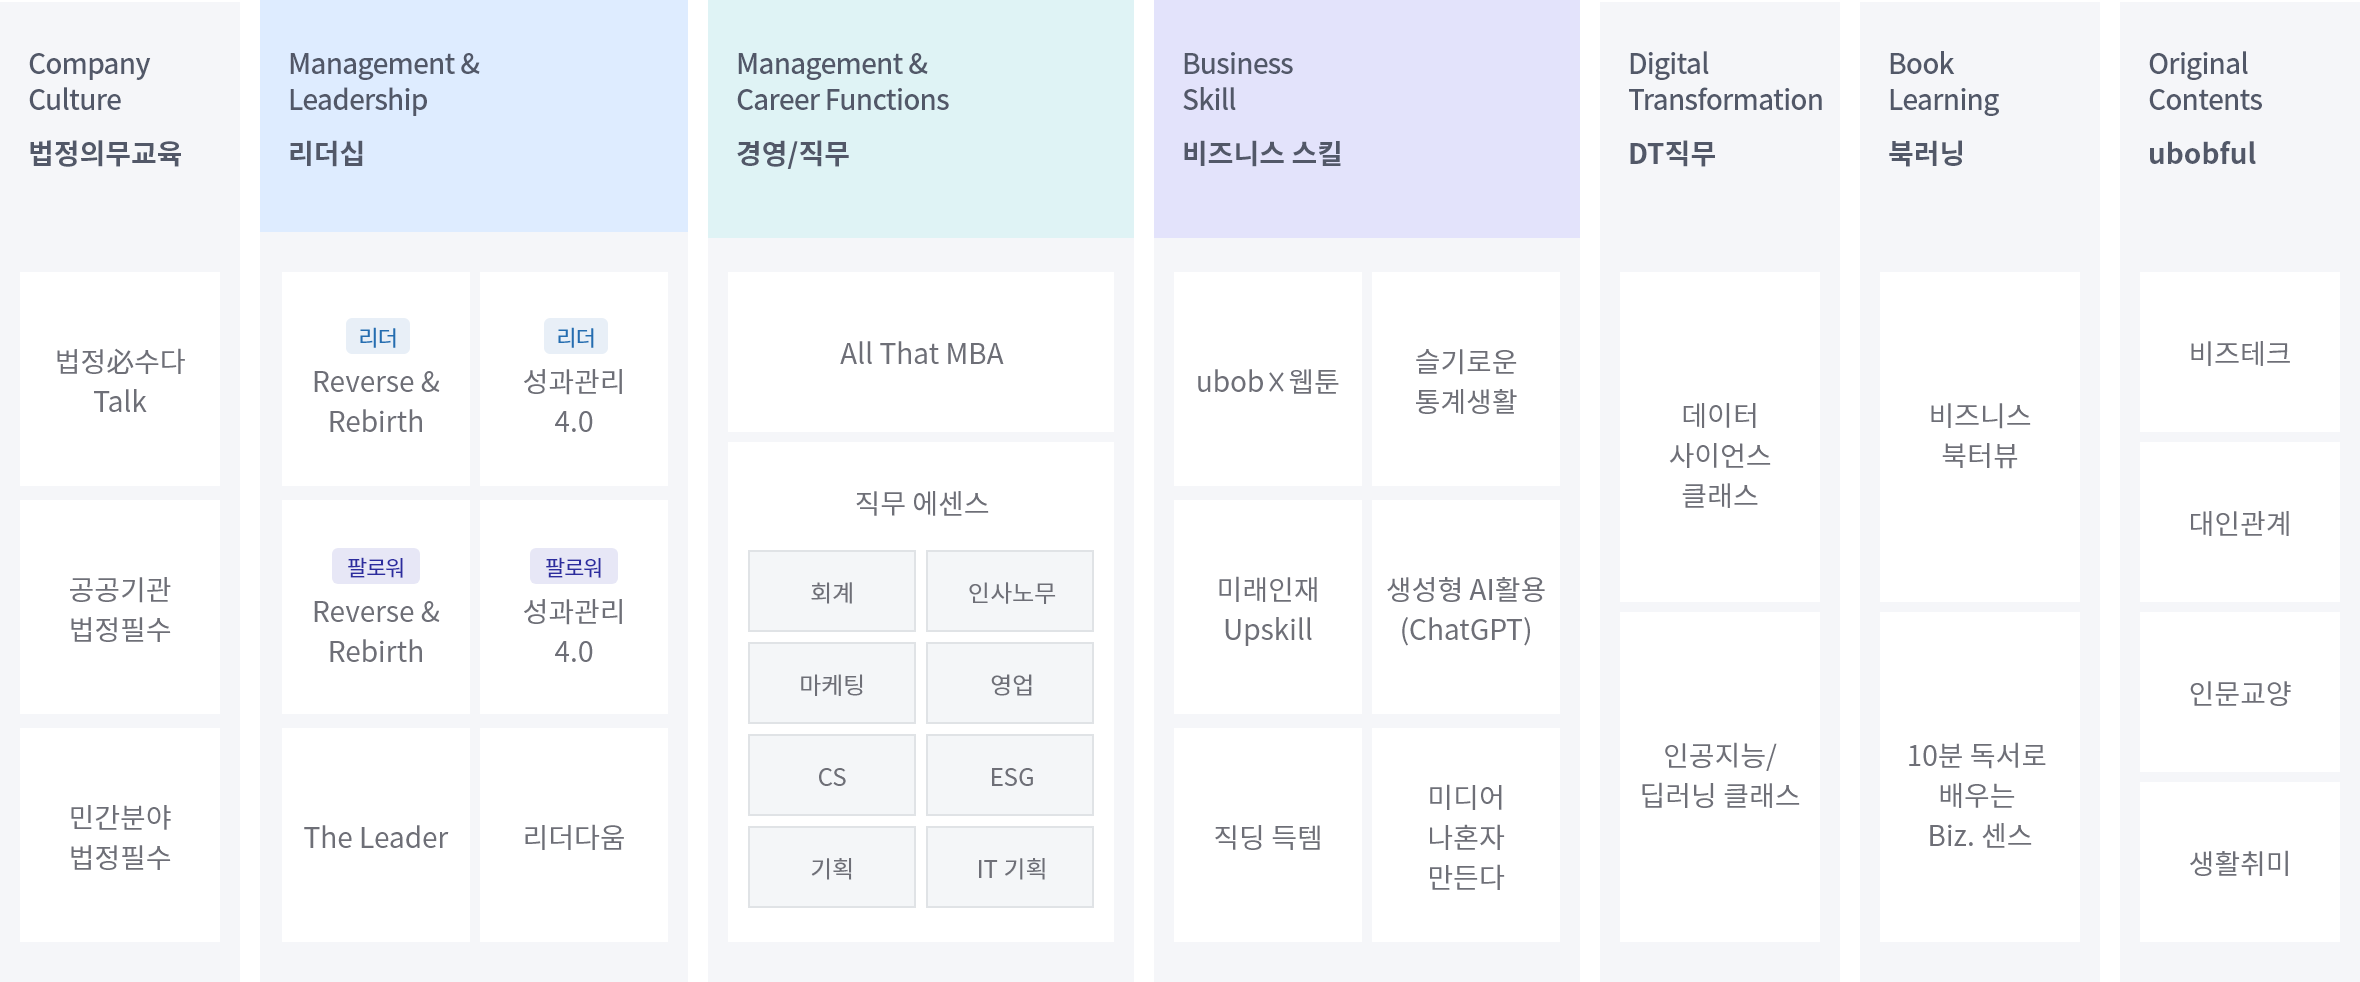 Company
Culture
법정의무교육
법정必수다
Talk
공공기관
법정필수
민간분야
법정필수
Management &
Leadership
리더십
리더
Reverse &
Rebirth
리더
성과관리
4.0
팔로워
Reverse &
Rebirth
팔로워
성과관리
4.0
The Leader
리더다움
Management &
Career Functions
경영/직무
All That MBA
직무 에센스
회계
인사노무
마케팅
영업
CS
ESG
기획
IT 기획
Business
Skill
비즈니스 스킬
ubob☓웹툰
슬기로운
통계생활
미래인재
Upskill
생성형 AI활용
(ChatGPT)
직딩 득템
미디어
나혼자
만든다
Digital
Transformation
DT직무
데이터
사이언스
클래스
인공지능/
딥러닝 클래스
Book
Learning
북러닝
비즈니스
북터뷰
10분 독서로
배우는
Biz. 센스
Original
Contents
ubobful
비즈테크
대인관계
인문교양
생활취미